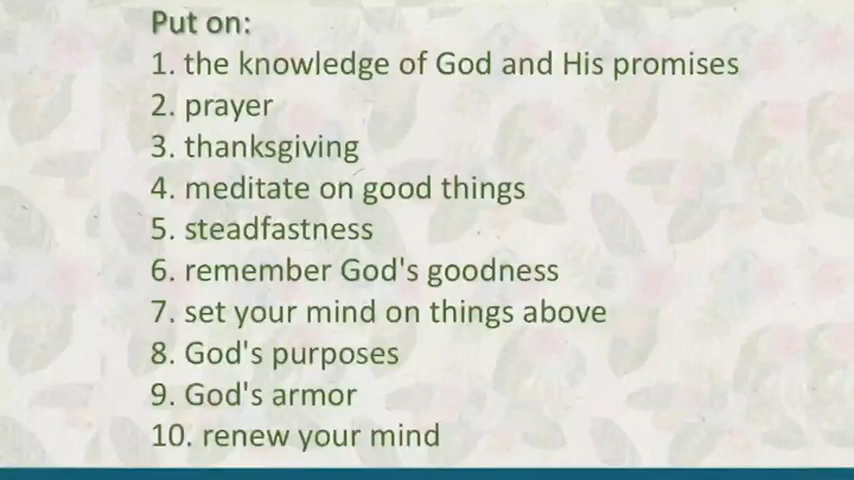 Put on:
1. the knowledge of God and His promises
2. prayer
3. thanksgiving
4. meditate on good things
5. steadfastness
6. remember God's goodness
7. set your mind on things above
8. God's purposes
9. God's armor
10. renew your mind